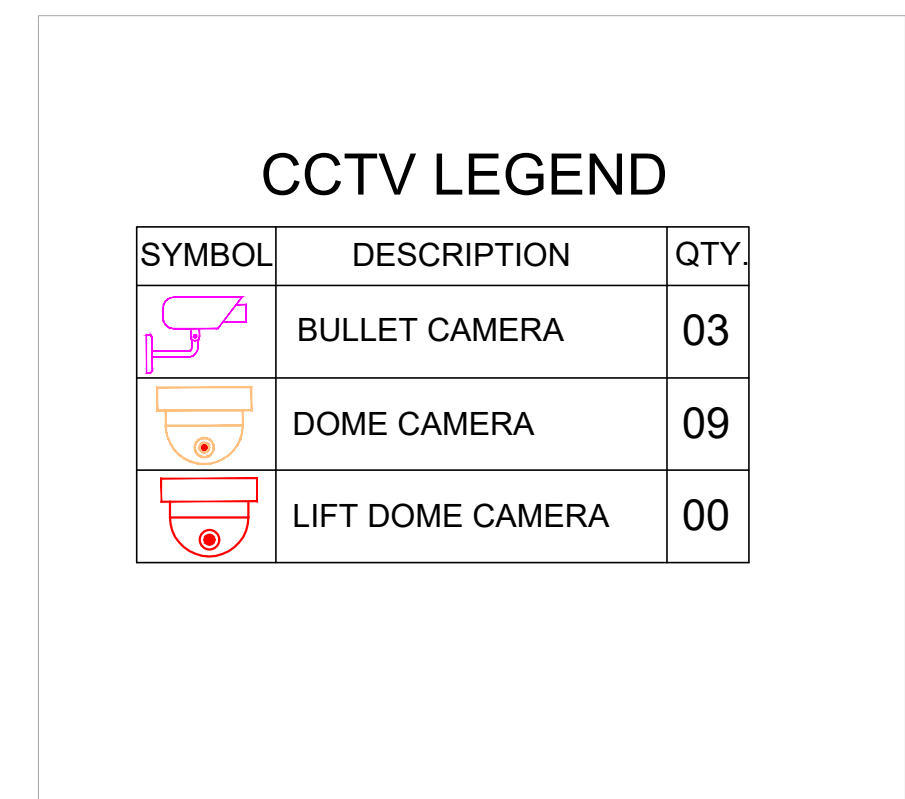 CCTV LEGEND
SYMBOL DESCRIPTION QTY.
BULLET CAMERA 03
DOME CAMERA 09
LIFT DOME CAMERA 00